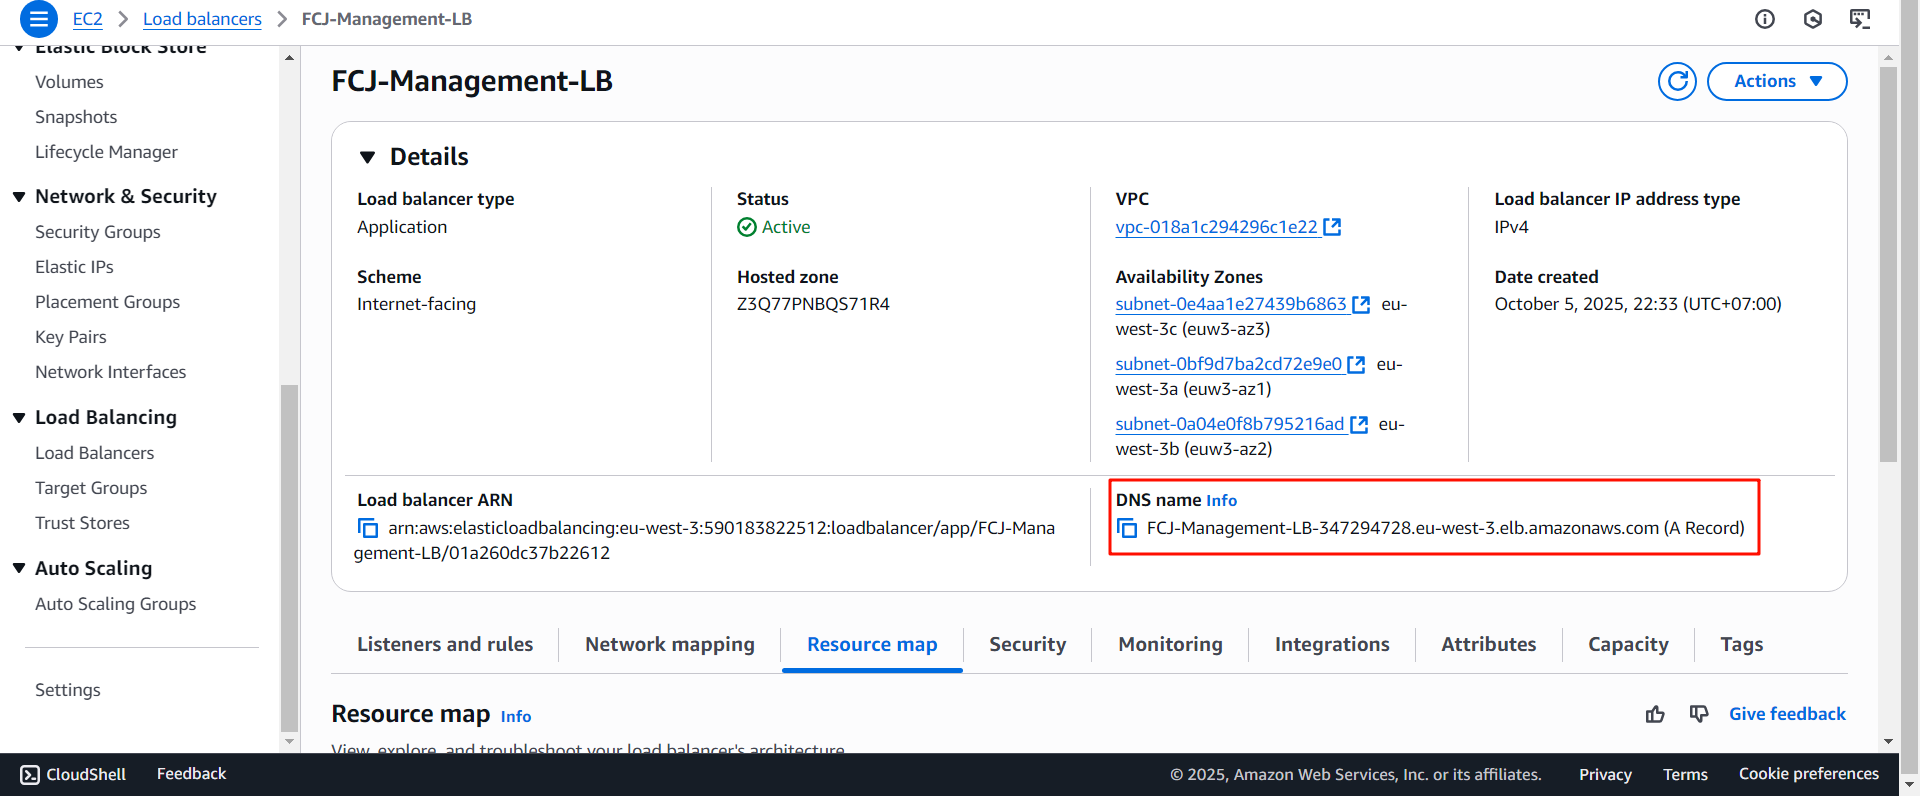 EC2 > Load balancers > FCJ-Management-LB
Elastic Block Store
Volumes
Snapshots
Lifecycle Manager
Network & Security
Security Groups
Elastic IPs
Placement Groups
Key Pairs
Network Interfaces
Load Balancing
Load Balancers
Target Groups
Trust Stores
Auto Scaling
Auto Scaling Groups
Settings
FCJ-Management-LB
Actions
Details
Load balancer type
Application
Status
Active
VPC
vpc-018a1c294296c1e22
Load balancer IP address type
IPv4
Scheme
Internet-facing
Hosted zone
Z3Q77PNBQS71R4
Availability Zones
subnet-0e4aa1e27439b6863 eu-
west-3c (euw3-az3)
subnet-0bf9d7ba2cd72e9e0 eu-
west-3a (euw3-az1)
subnet-0a04e0f8b795216ad eu-
west-3b (euw3-az2)
Date created
October 5, 2025, 22:33 (UTC+07:00)
Load balancer ARN
arn:aws:elasticloadbalancing:eu-west-3:590183822512:loadbalancer/app/FCJ-Mana
gement-LB/01a260dc37b22612
DNS name Info
FCJ-Management-LB-347294728.eu-west-3.elb.amazonaws.com (A Record)
Listeners and rules
Network mapping
Resource map
Security
Monitoring
Integrations
Attributes
Capacity
Tags
Resource map Info
Give feedback
View, explore, and troubleshoot your load balancer's architecture
CloudShell
Feedback
© 2025, Amazon Web Services, Inc. or its affiliates.
Privacy
Terms
Cookie preferences